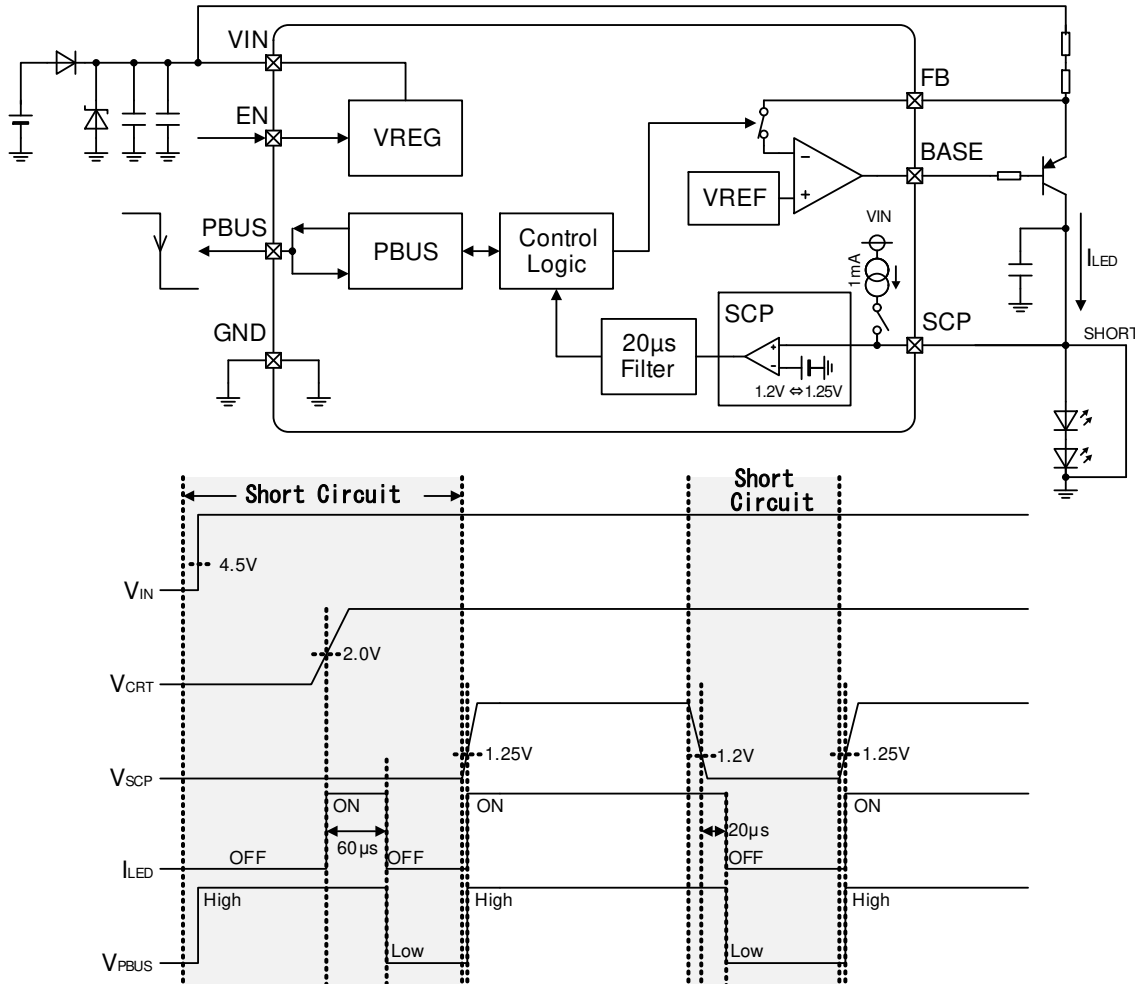 VIN
FB
EN
VREG
BASE
VREF
−
+
VIN
PBUS
PBUS
Control
Logic
1mA
ILED
GND
20µs
Filter
SCP
+
-
1.2V ⇔ 1.25V
SCP
SHORT
Short Circuit
Short
Circuit
4.5V
VIN
2.0V
VCRT
1.25V
1.2V
1.25V
VSCP
ON
ON
ON
60µs
20µs
OFF
OFF
OFF
ILED
High
High
High
Low
Low
VPBUS